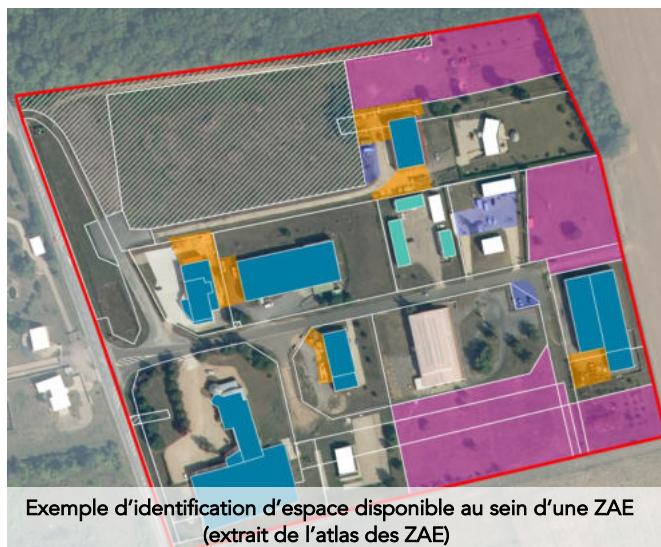 Exemple d'identification d'espace disponible au sein d'une ZAE
(extrait de l'atlas des ZAE)